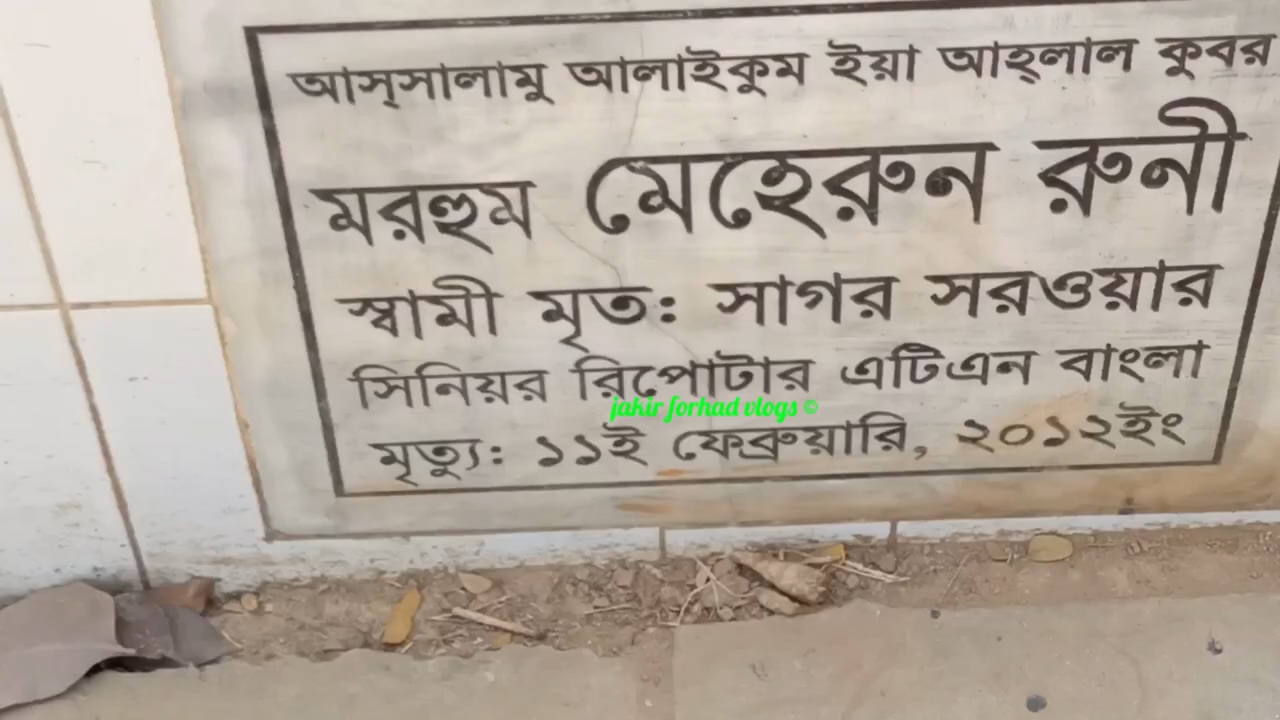 আস্সালামু আলাইকুম ইয়া আহ্লাল কুবর
মরহুম মেহেরুন রুনী
স্বামী মৃত: সাগর সরওয়ার
সিনিয়র রিপোটার এটিএন বাংলা
jakir forhad vlogs ©
মৃত্যু: ১১ই ফেব্রুয়ারি, ২০১২ইং